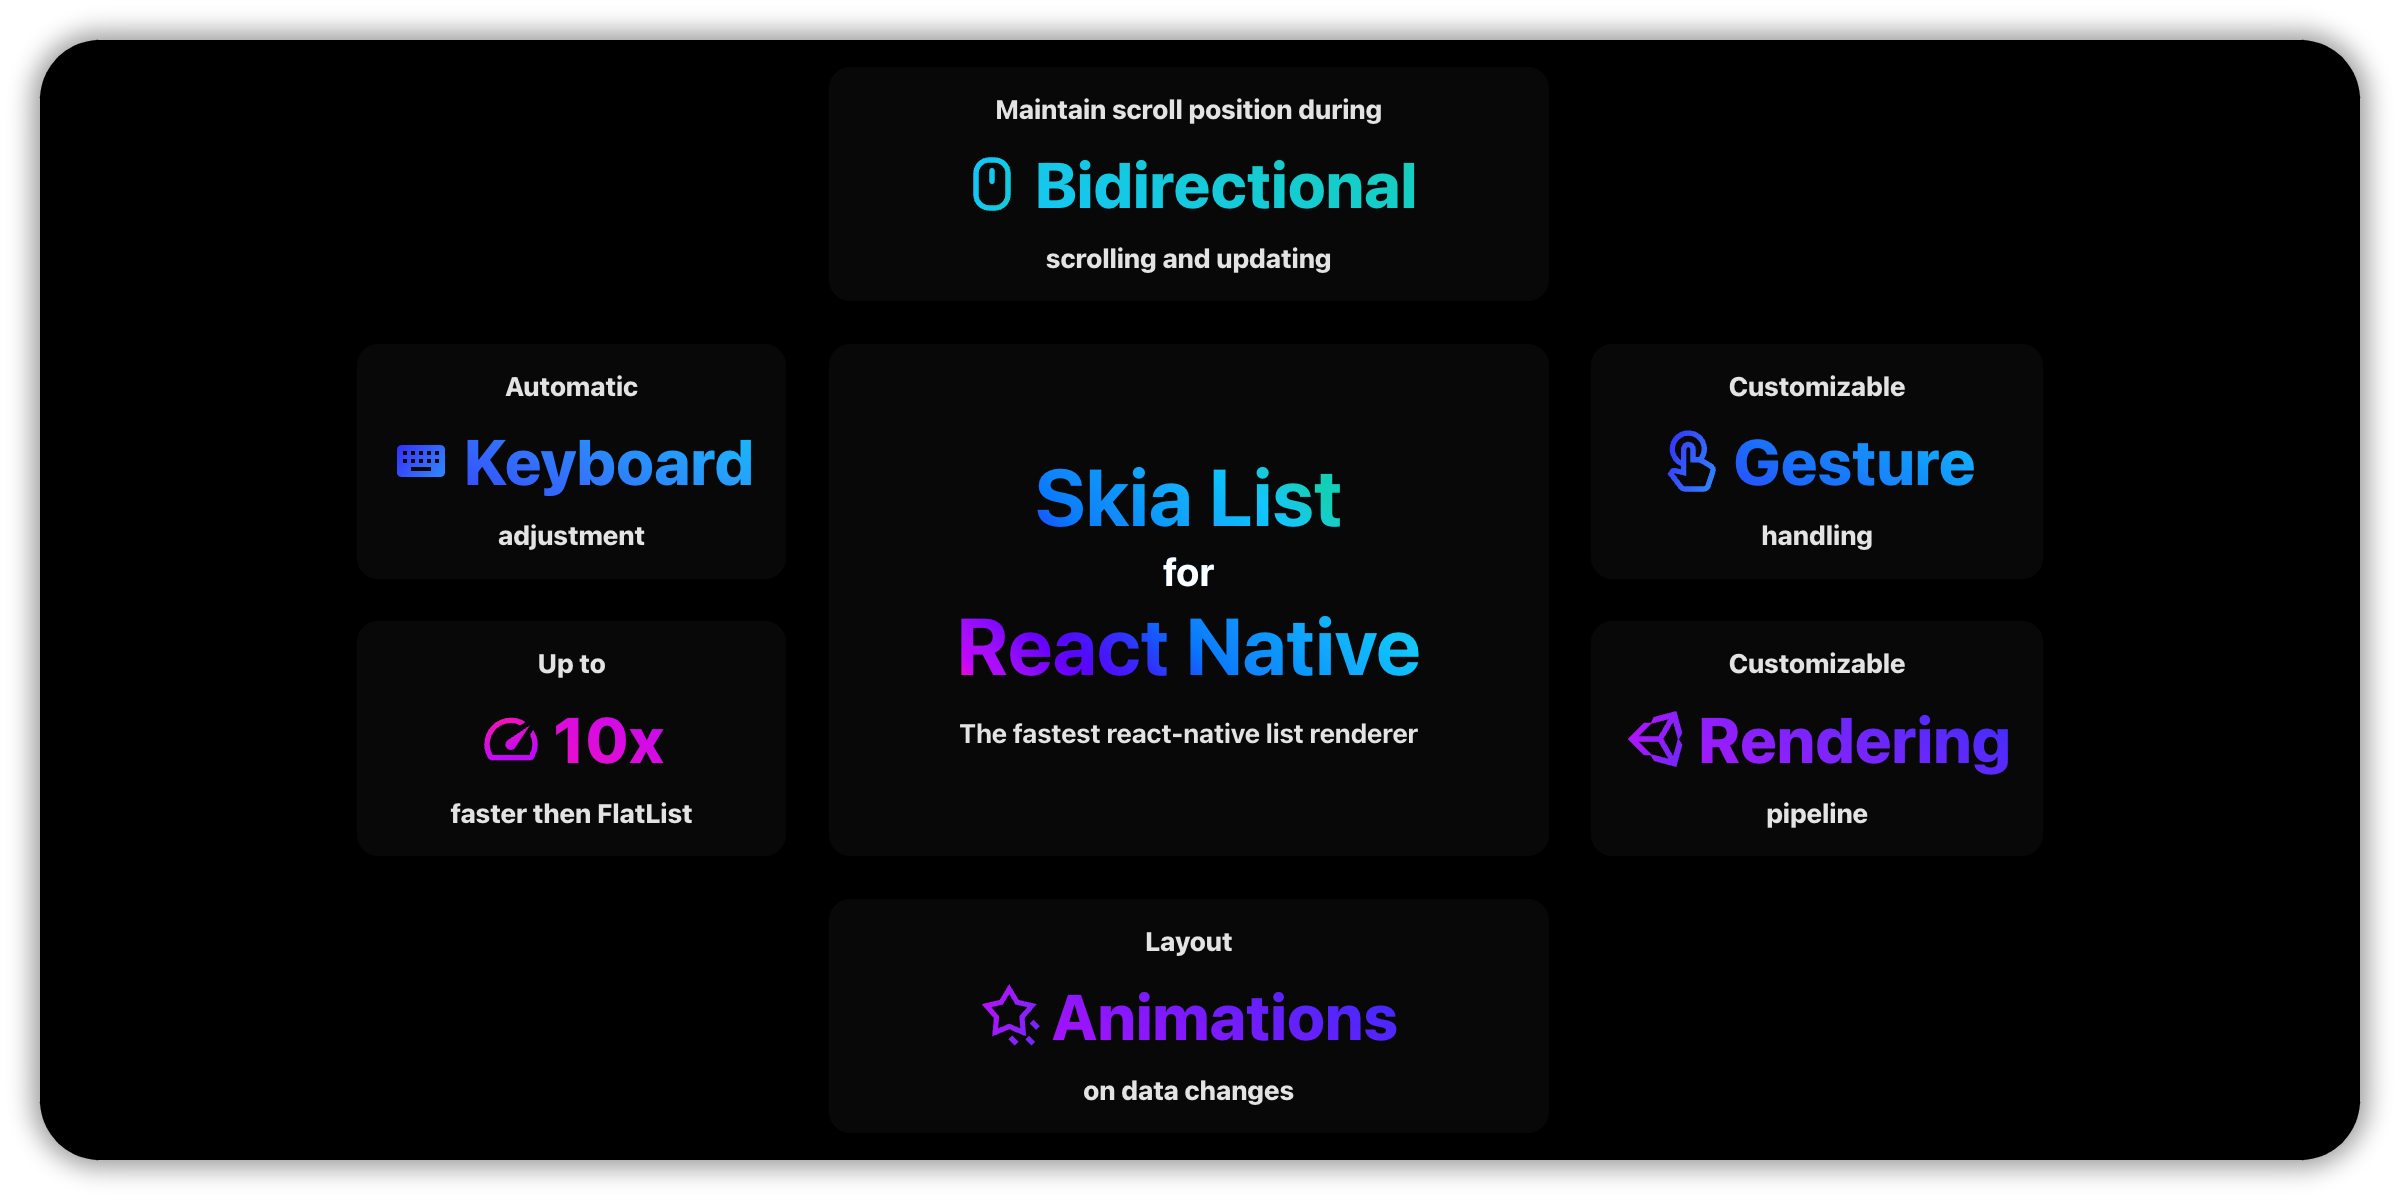 Maintain scroll position during
Bidirectional
scrolling and updating
Automatic
Keyboard
adjustment
Skia List
for
React Native
The fastest react-native list renderer
Customizable
Gesture
handling
Up to
10x
faster then FlatList
Customizable
Rendering
pipeline
Layout
Animations
on data changes